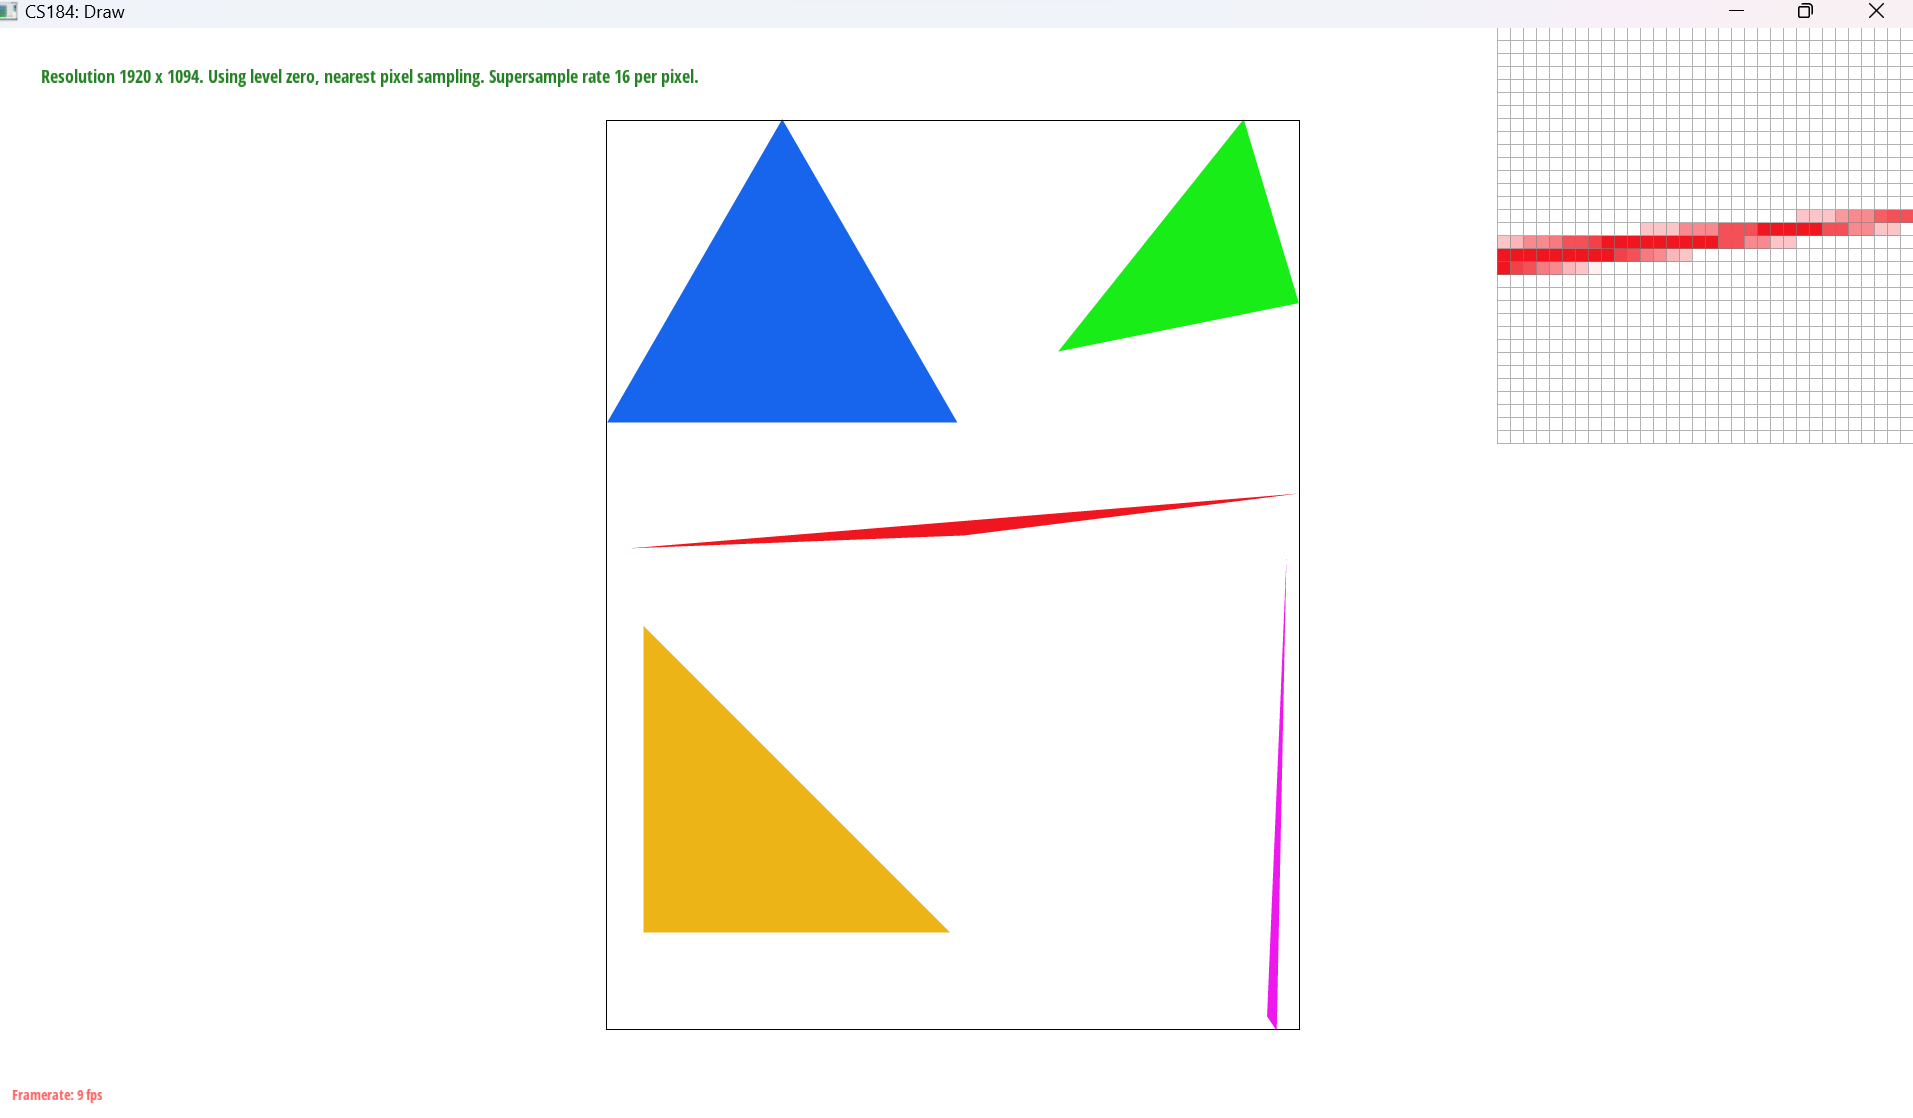 CS184: Draw
Resolution 1920 x 1094. Using level zero, nearest pixel sampling. Supersample rate 16 per pixel.
Framerate: 9 fps